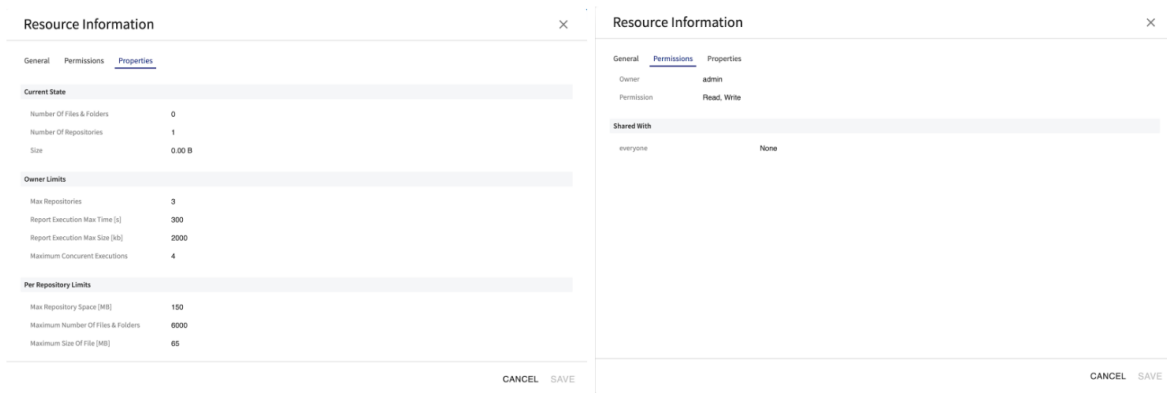 Resource Information
General Permissions Properties
Current State
Number Of Files & Folders 0
Number Of Repositories 1
Size 0.00 B
Owner Limits
Max Repositories 3
Report Execution Max Time [s] 300
Report Execution Max Size [kb] 2000
Maximum Concurent Executions 4
Per Repository Limits
Max Repository Space [MB] 150
Maximum Number Of Files & Folders 6000
Maximum Size Of File [MB] 65
CANCEL SAVE
Resource Information
General Permissions Properties
Owner admin
Permission Read, Write
Shared With
everyone None
CANCEL SAVE